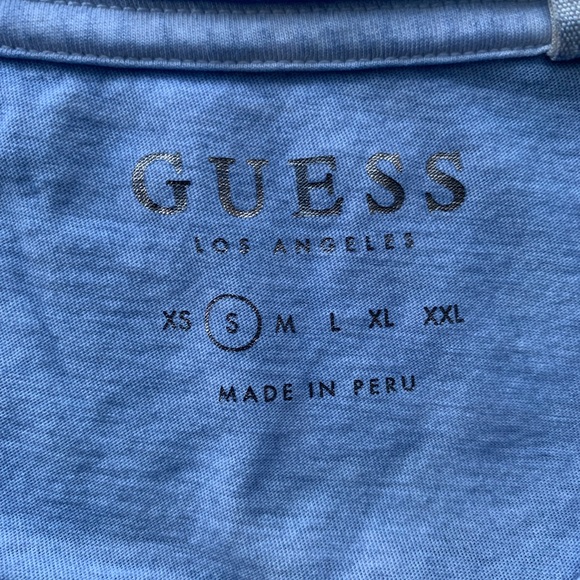 GUESS
LOS ANGELES
XS S M L XL XXL
MADE IN PERU